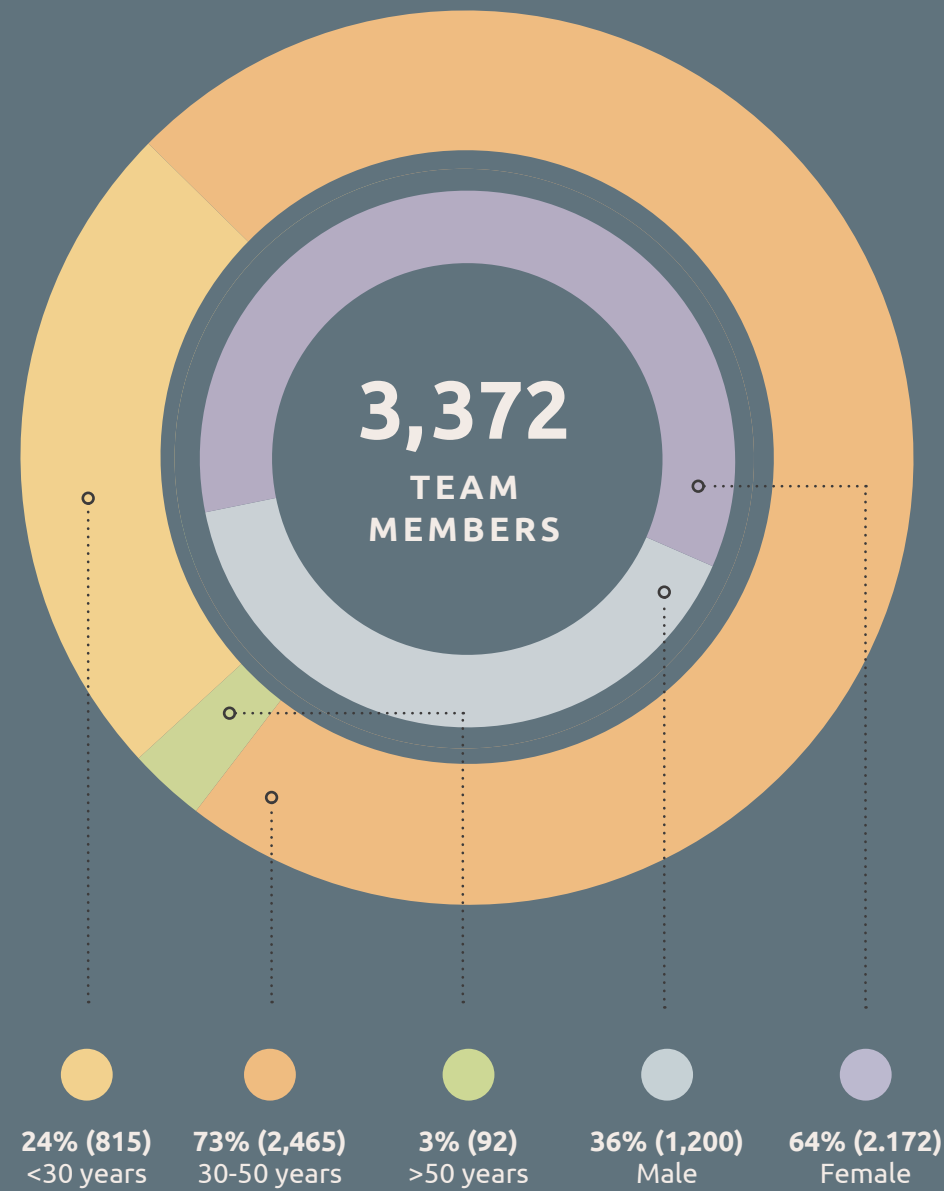 3,372
TEAM
MEMBERS
24% (815)
<30 years
73% (2,465)
30-50 years
3% (92)
>50 years
36% (1,200)
Male
64% (2.172)
Female